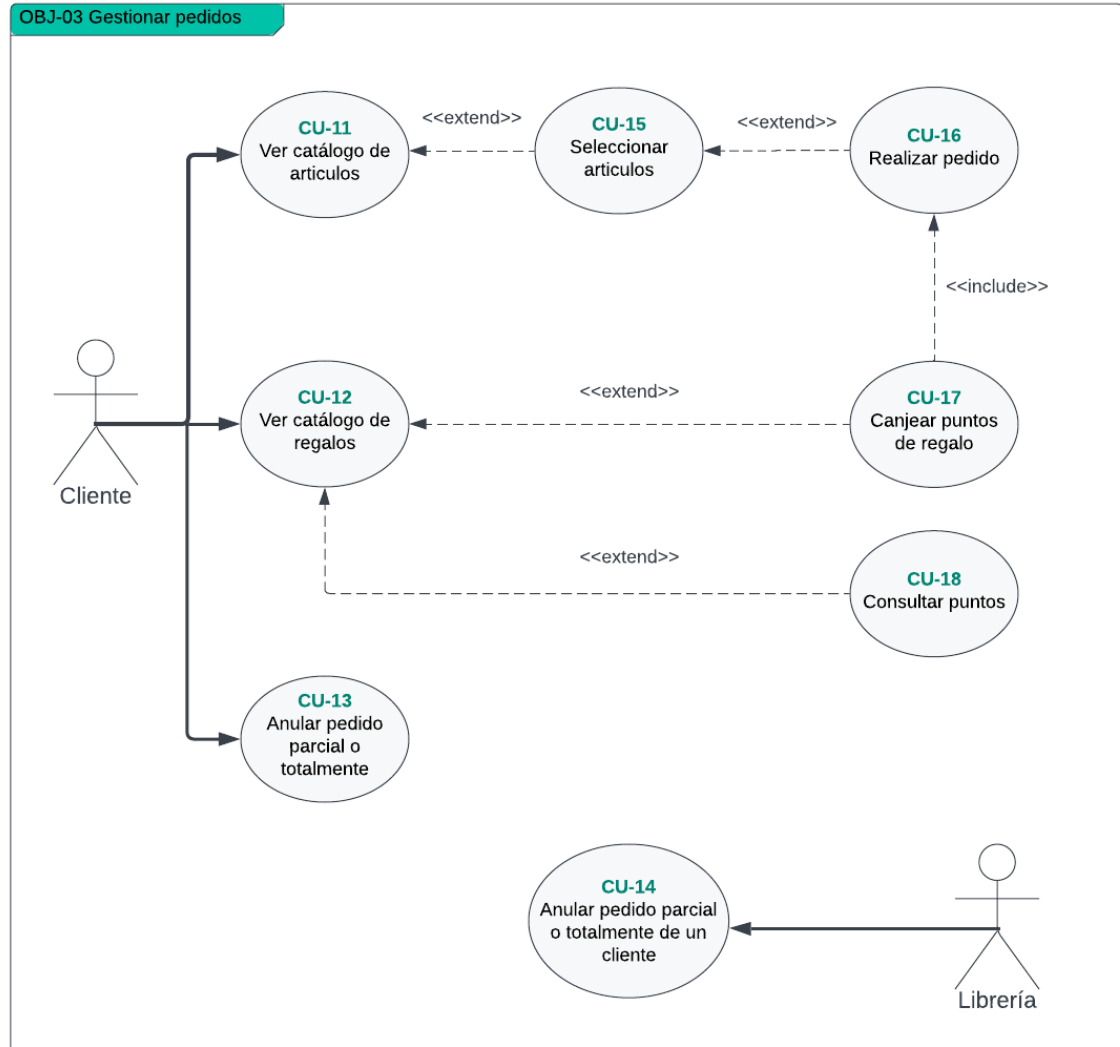 OBJ-03 Gestionar pedidos
CU-11
Ver catálogo de
articulos
<<extend>>
CU-15
Seleccionar
articulos
<<extend>>
CU-16
Realizar pedido
<<include>>
Cliente
CU-12
Ver catálogo de
regalos
<<extend>>
CU-17
Canjear puntos
de regalo
<<extend>>
CU-18
Consultar puntos
CU-13
Anular pedido
parcial o
totalmente
CU-14
Anular pedido parcial
o totalmente de un
cliente
Librería